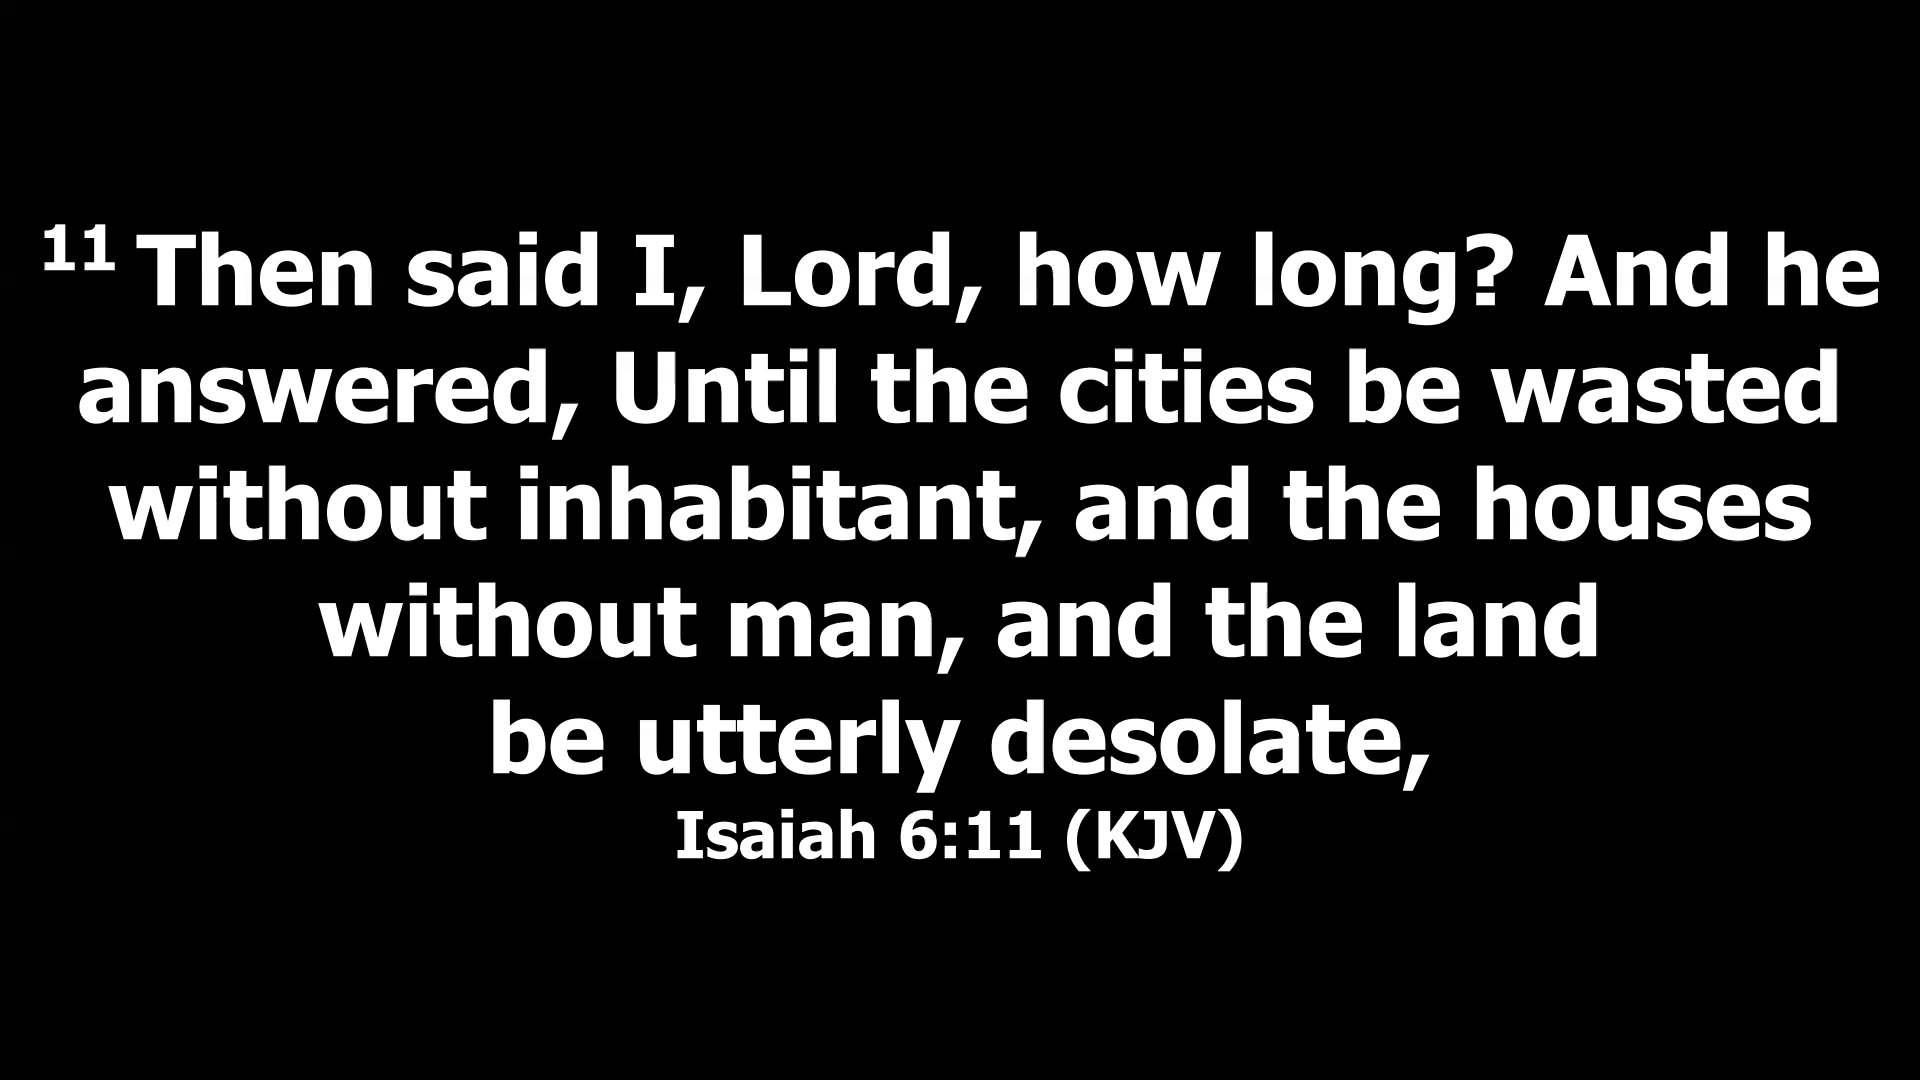 11 Then said I, Lord, how long? And he
answered, Until the cities be wasted
without inhabitant, and the houses
without man, and the land
be utterly desolate,
Isaiah 6:11 (KJV)